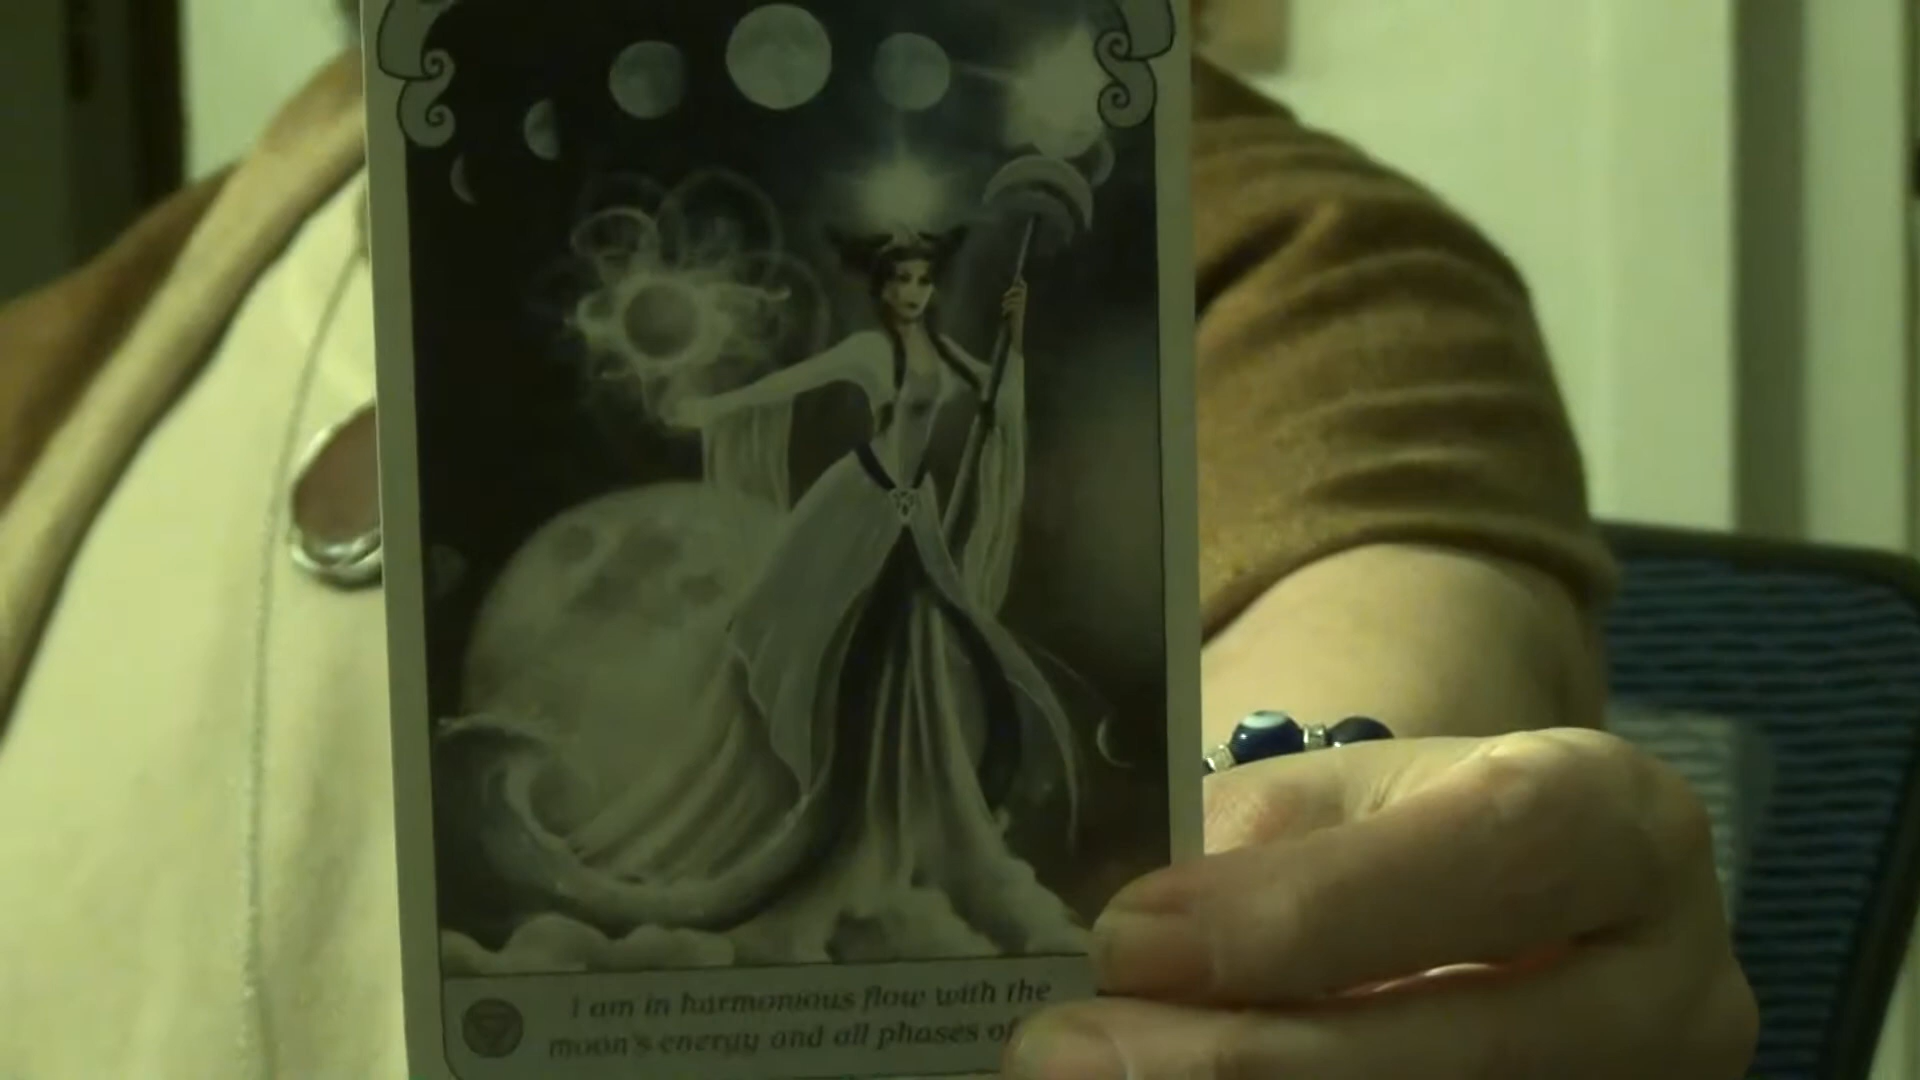 I am in harmonious flow with the
moon's energy and all phases of